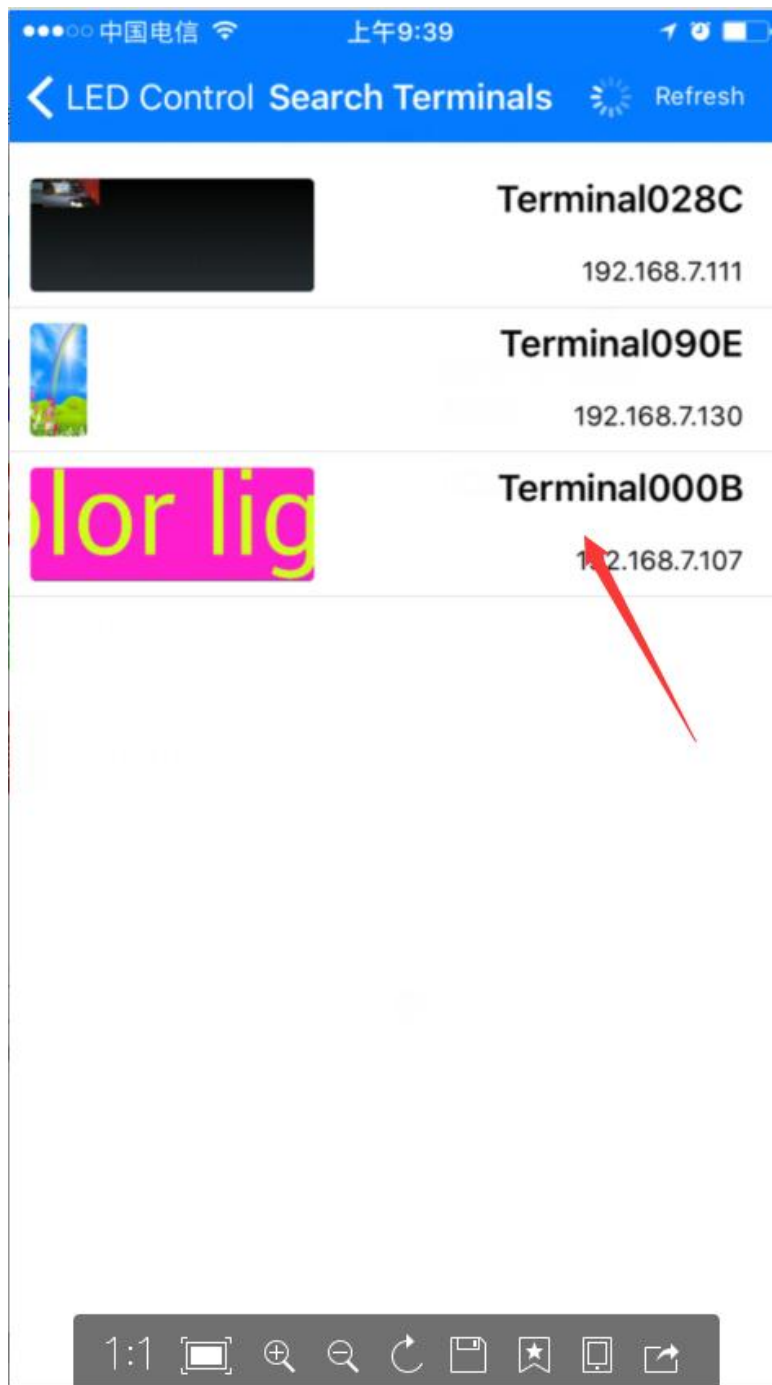 中国电信 上午9:39
LED Control Search Terminals Refresh
Terminal028C
192.168.7.111
Terminal090E
192.168.7.130
olor lig
Terminal000B
192.168.7.107
1:1